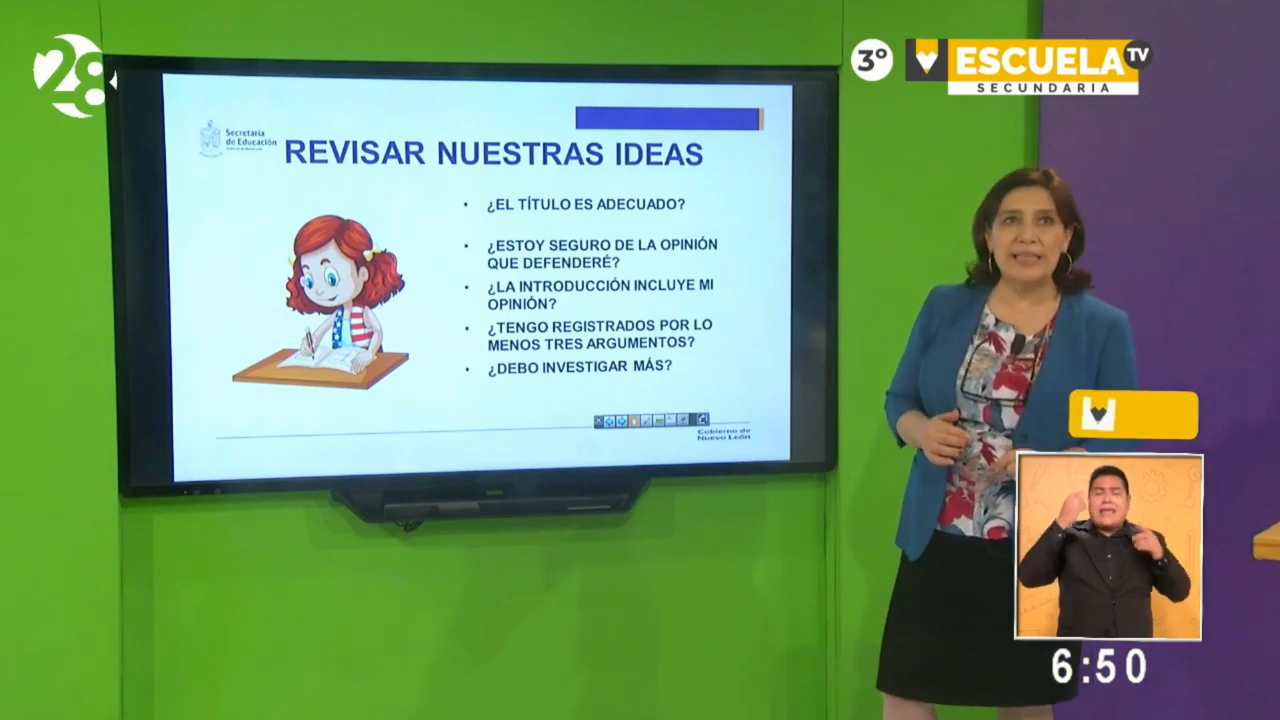 28
3º
ESCUELA TV
SECUNDARIA
Secretaría
de Educación
REVISAR NUESTRAS IDEAS
• ¿EL TÍTULO ES ADECUADO?
• ¿ESTOY SEGURO DE LA OPINIÓN
QUE DEFENDERÉ?
• ¿LA INTRODUCCIÓN INCLUYE MI
OPINIÓN?
• ¿TENGO REGISTRADOS POR LO
MENOS TRES ARGUMENTOS?
• ¿DEBO INVESTIGAR MÁS?
Gobierno de
Nuevo León
6:50